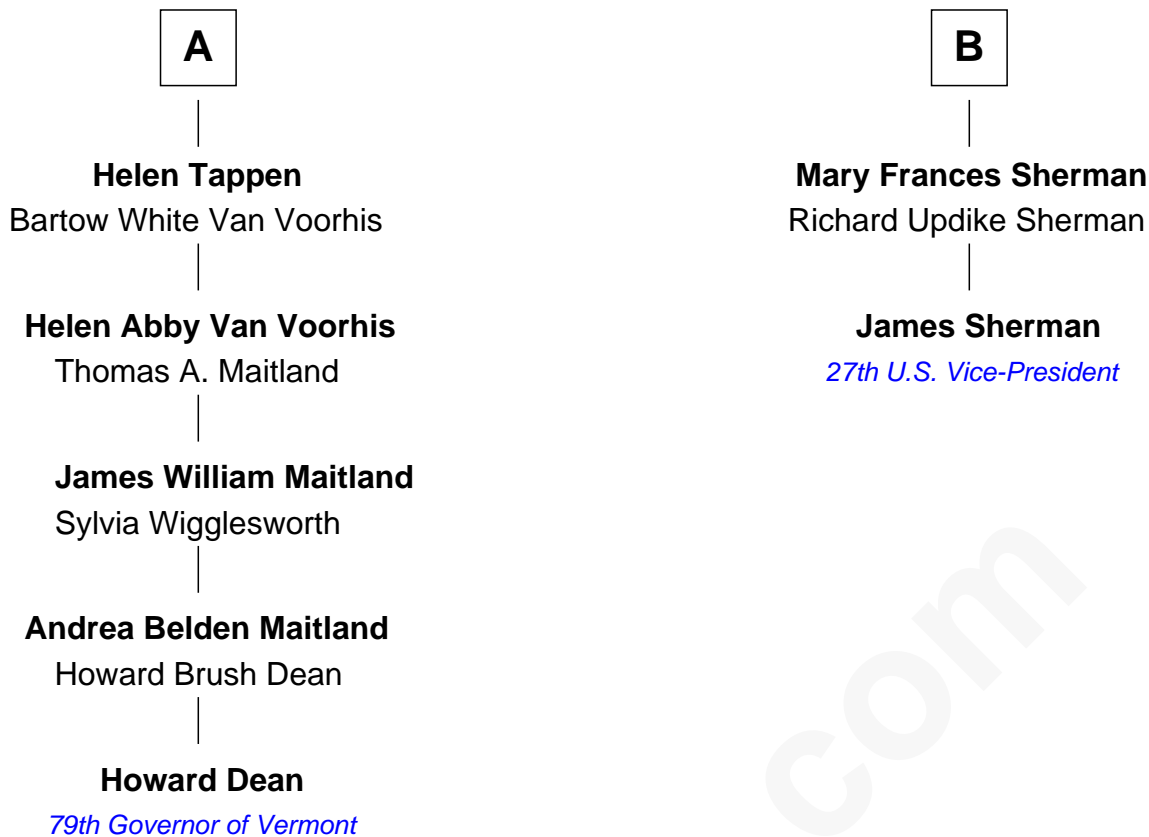 A
Helen Tappen
Bartow White Van Voorhis
Helen Abby Van Voorhis
Thomas A. Maitland
James William Maitland
Sylvia Wigglesworth
Andrea Belden Maitland
Howard Brush Dean
Howard Dean
79th Governor of Vermont
B
Mary Frances Sherman
Richard Updike Sherman
James Sherman
27th U.S. Vice-President
com